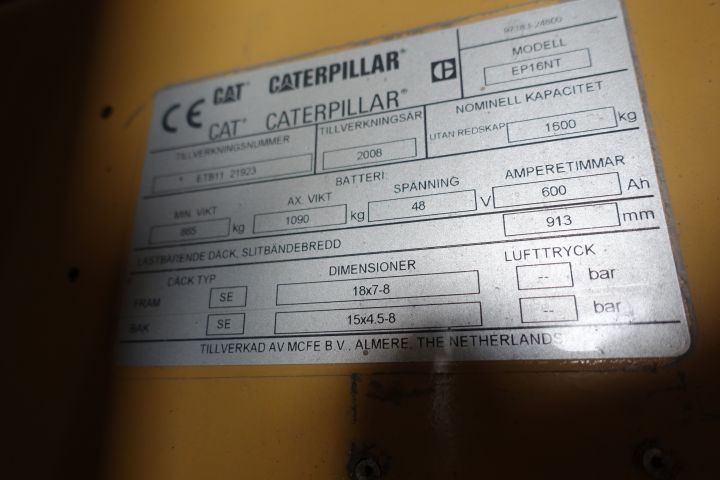 97383-24800
CE CAT CATERPILLAR
CAT CATERPILLAR
MODELL
EP16NT
TILLVERKNINGSNUMMER
TILLVERKNINGSÅR
NOMINELL KAPACITET
* ETB11 21923
2008
UTAN REDSKAP 1600 kg
BATTERI:
MIN. VIKT
AX. VIKT
SPÄNNING
AMPERETIMMAR
885 kg 1090 kg 48 V 600 Ah
LASTBÄRENDE DÄCK, SLITBANDEBREDD 913 mm
DÄCK TYP DIMENSIONER LUFTTRYCK
FRAM SE 18x7-8 -- bar
BAK SE 15x4.5-8 -- bar
TILLVERKAD AV MCFE B.V., ALMERE, THE NETHERLANDS